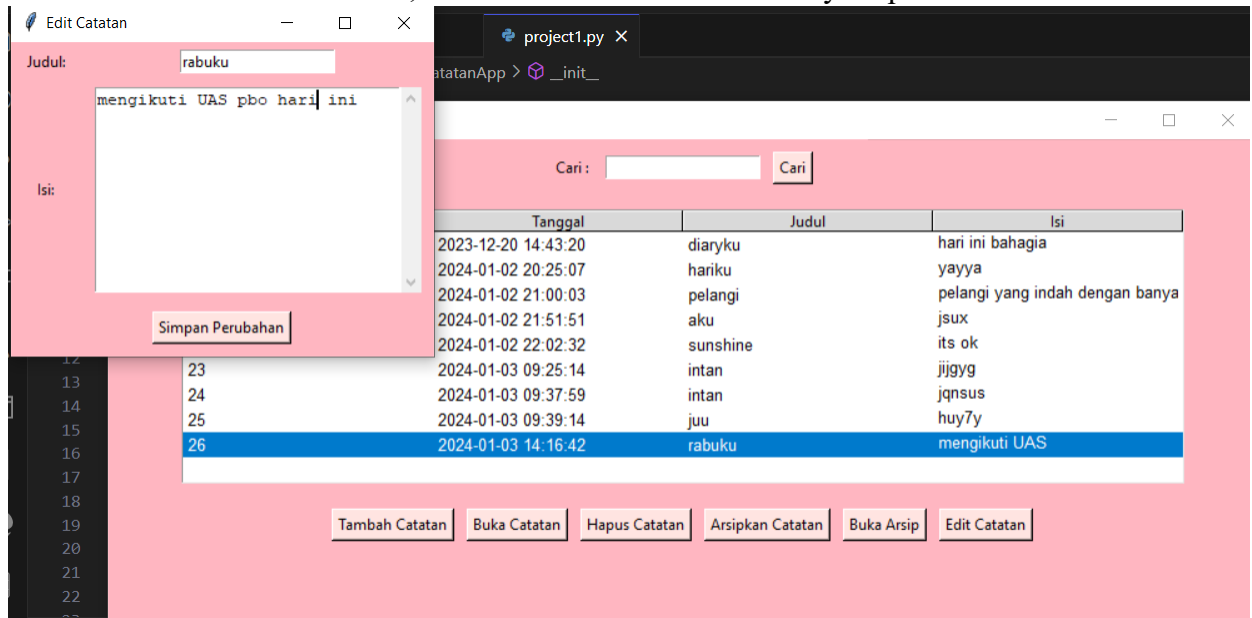 Edit Catatan
Judul:
rabuku
mengikuti UAS pbo hari ini
Isi:
Simpan Perubahan
project1.py
atatanApp > __init__
Cari :
Cari
Tanggal Judul Isi
2023-12-20 14:43:20 diaryku hari ini bahagia
2024-01-02 20:25:07 hariku yayya
2024-01-02 21:00:03 pelangi pelangi yang indah dengan banya
2024-01-02 21:51:51 aku jsux
2024-01-02 22:02:32 sunshine its ok
23 2024-01-03 09:25:14 intan jijgyg
24 2024-01-03 09:37:59 intan jqnsus
25 2024-01-03 09:39:14 juu huy7y
26 2024-01-03 14:16:42 rabuku mengikuti UAS
Tambah Catatan Buka Catatan Hapus Catatan Arsipkan Catatan Buka Arsip Edit Catatan
12
13
14
15
16
17
18
19
20
21
22